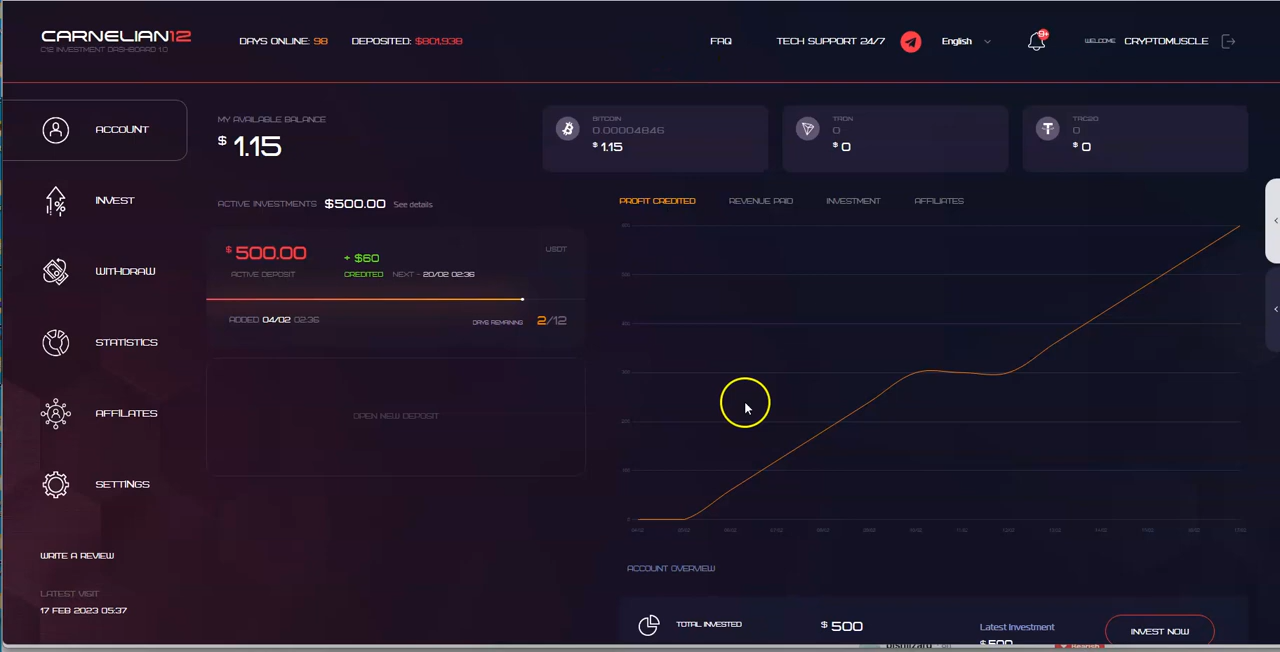 CARNELIAN12
C12 INVESTMENT DASHBOARD 1.0
DAYS ONLINE: 98
DEPOSITED: $801,938
FAQ
TECH SUPPORT 24/7
English
9+
WELCOME CRYPTOMUSCLE
ACCOUNT
INVEST
WITHDRAW
STATISTICS
AFFILATES
SETTINGS
WRITE A REVIEW
LATEST VISIT
17 FEB 2023 05:37
MY AVAILABLE BALANCE
$ 1.15
BITCOIN
0.00004846
$ 1.15
TRON
0
$ 0
TRC20
0
$ 0
ACTIVE INVESTMENTS $500.00 See details
$ 500.00
ACTIVE DEPOSIT
+ $60
CREDITED NEXT - 20/02 02:36
USDT
ADDED 04/02 02:36
DAYS REMAINING 2/12
OPEN NEW DEPOSIT
PROFIT CREDITED
REVENUE PAID
INVESTMENT
AFFILIATES
ACCOUNT OVERVIEW
TOTAL INVESTED
$ 500
Latest Investment
$ 500
INVEST NOW